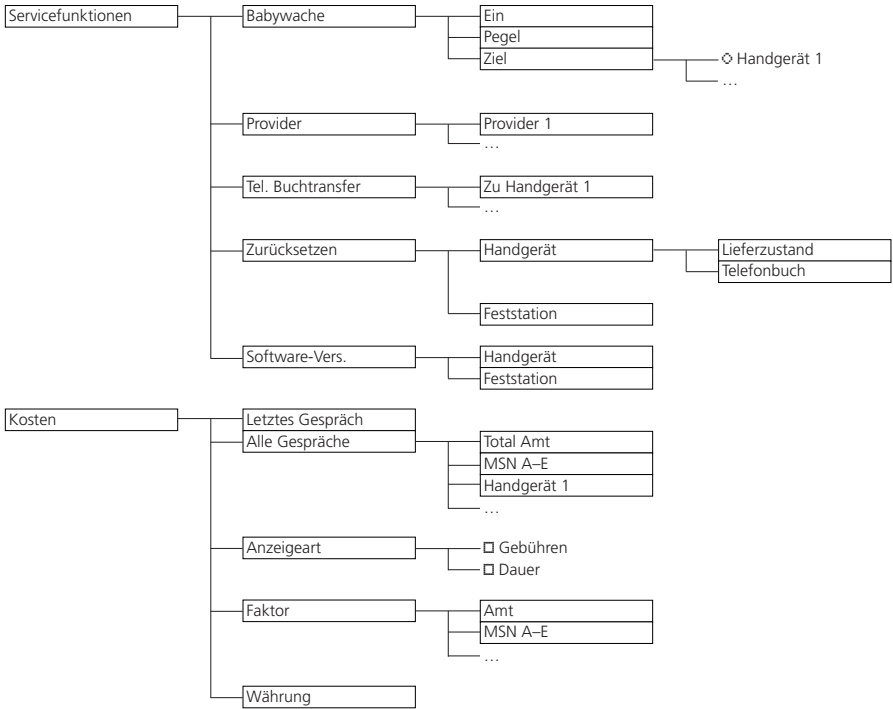 Servicefunktionen
Babywache
Ein
Pegel
Ziel
Handgerät 1
…
Provider
Provider 1
…
Tel. Buchtransfer
Zu Handgerät 1
…
Zurücksetzen
Handgerät
Lieferzustand
Telefonbuch
Feststation
Software-Vers.
Handgerät
Feststation
Kosten
Letztes Gespräch
Alle Gespräche
Total Amt
MSN A–E
Handgerät 1
…
Anzeigeart
Gebühren
Dauer
Faktor
Amt
MSN A–E
…
Währung